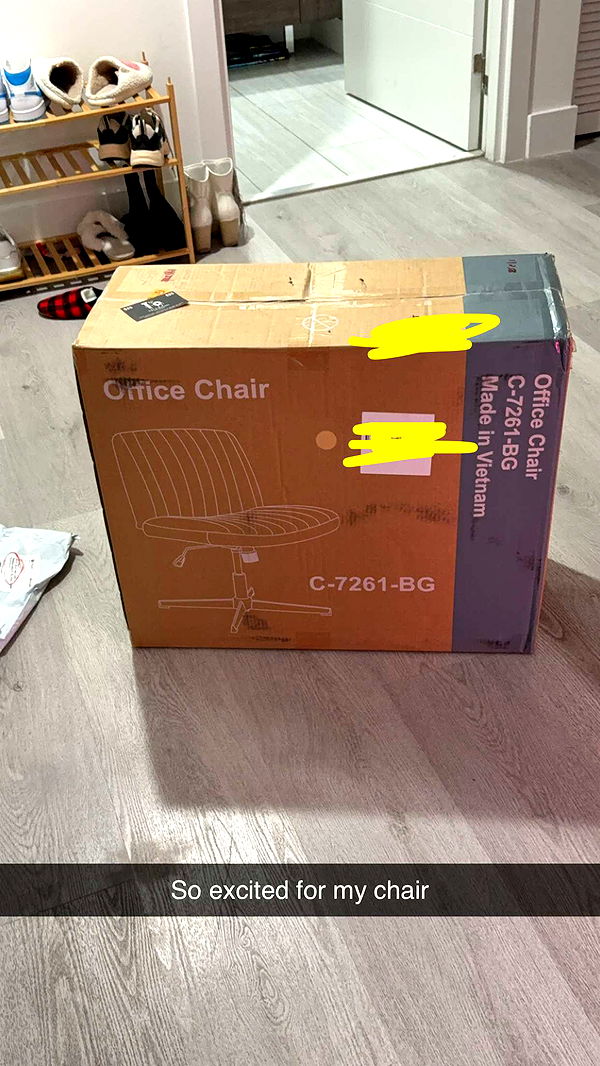 Office Chair
C-7261-BG
Office Chair
C-7261-BG
Made in Vietnam
So excited for my chair